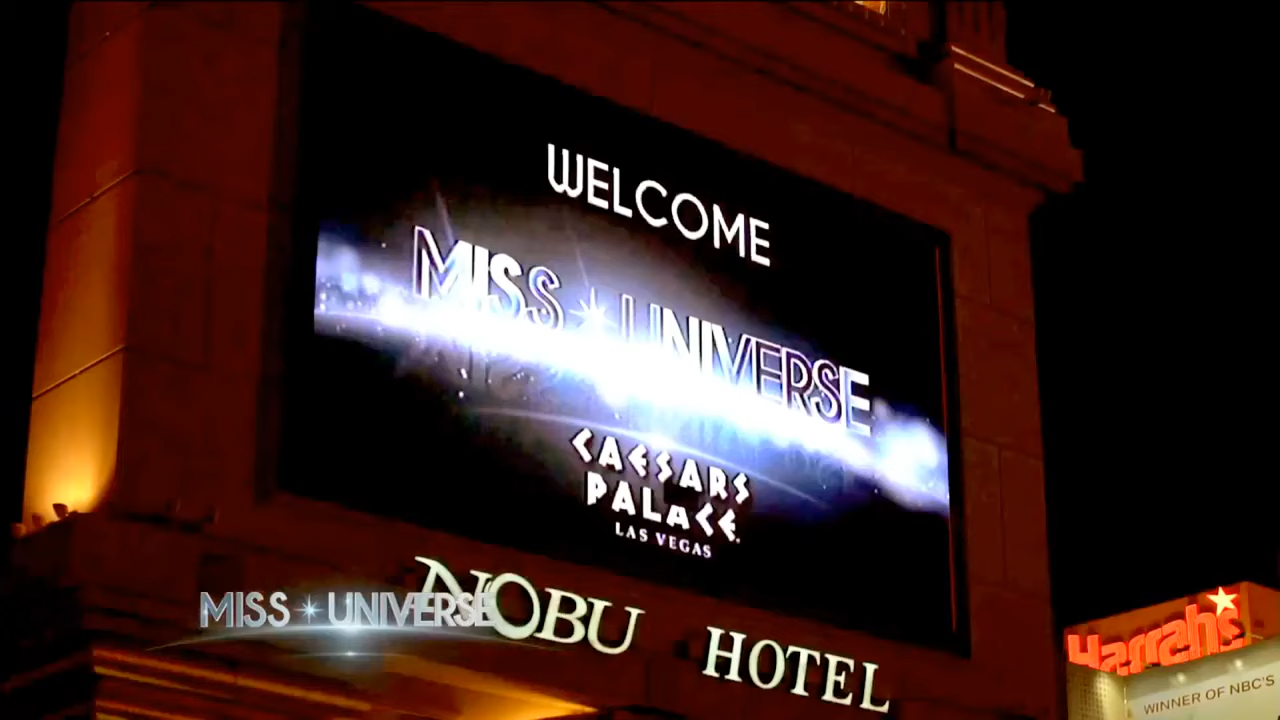 WELCOME
MISS UNIVERSE
CAESARS
PALACE
LAS VEGAS
NOBU HOTEL
MISS UNIVERSE
Harrah's
WINNER OF NBC'S